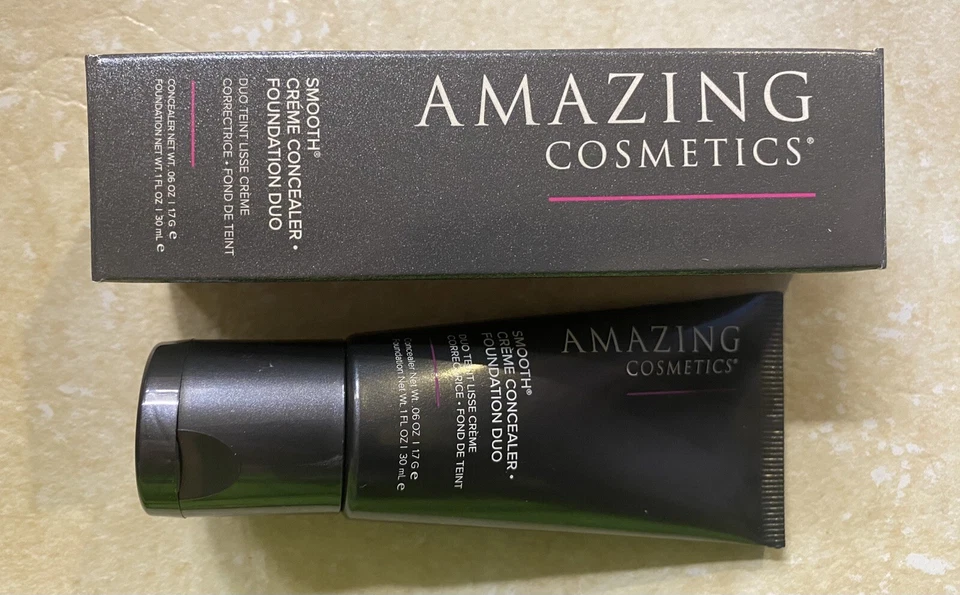 AMAZING
COSMETICS®
SMOOTH®
CRÉME CONCEALER •
FOUNDATION DUO
DUO TEINT LISSE CRÈME
CORRECTRICE • FOND DE TEINT
CONCEALER NET WT. .06 OZ | 1.7 G e
FOUNDATION NET WT. 1 FL OZ | 30 mL e
AMAZING
COSMETICS®
SMOOTH®
CRÈME CONCEALER •
FOUNDATION DUO
DUO TEINT LISSE CRÈME
CORRECTRICE • FOND DE TEINT
Concealer Net Wt. .06 OZ | 1.7 G e
Foundation Net Wt. 1 FL OZ | 30 mL e